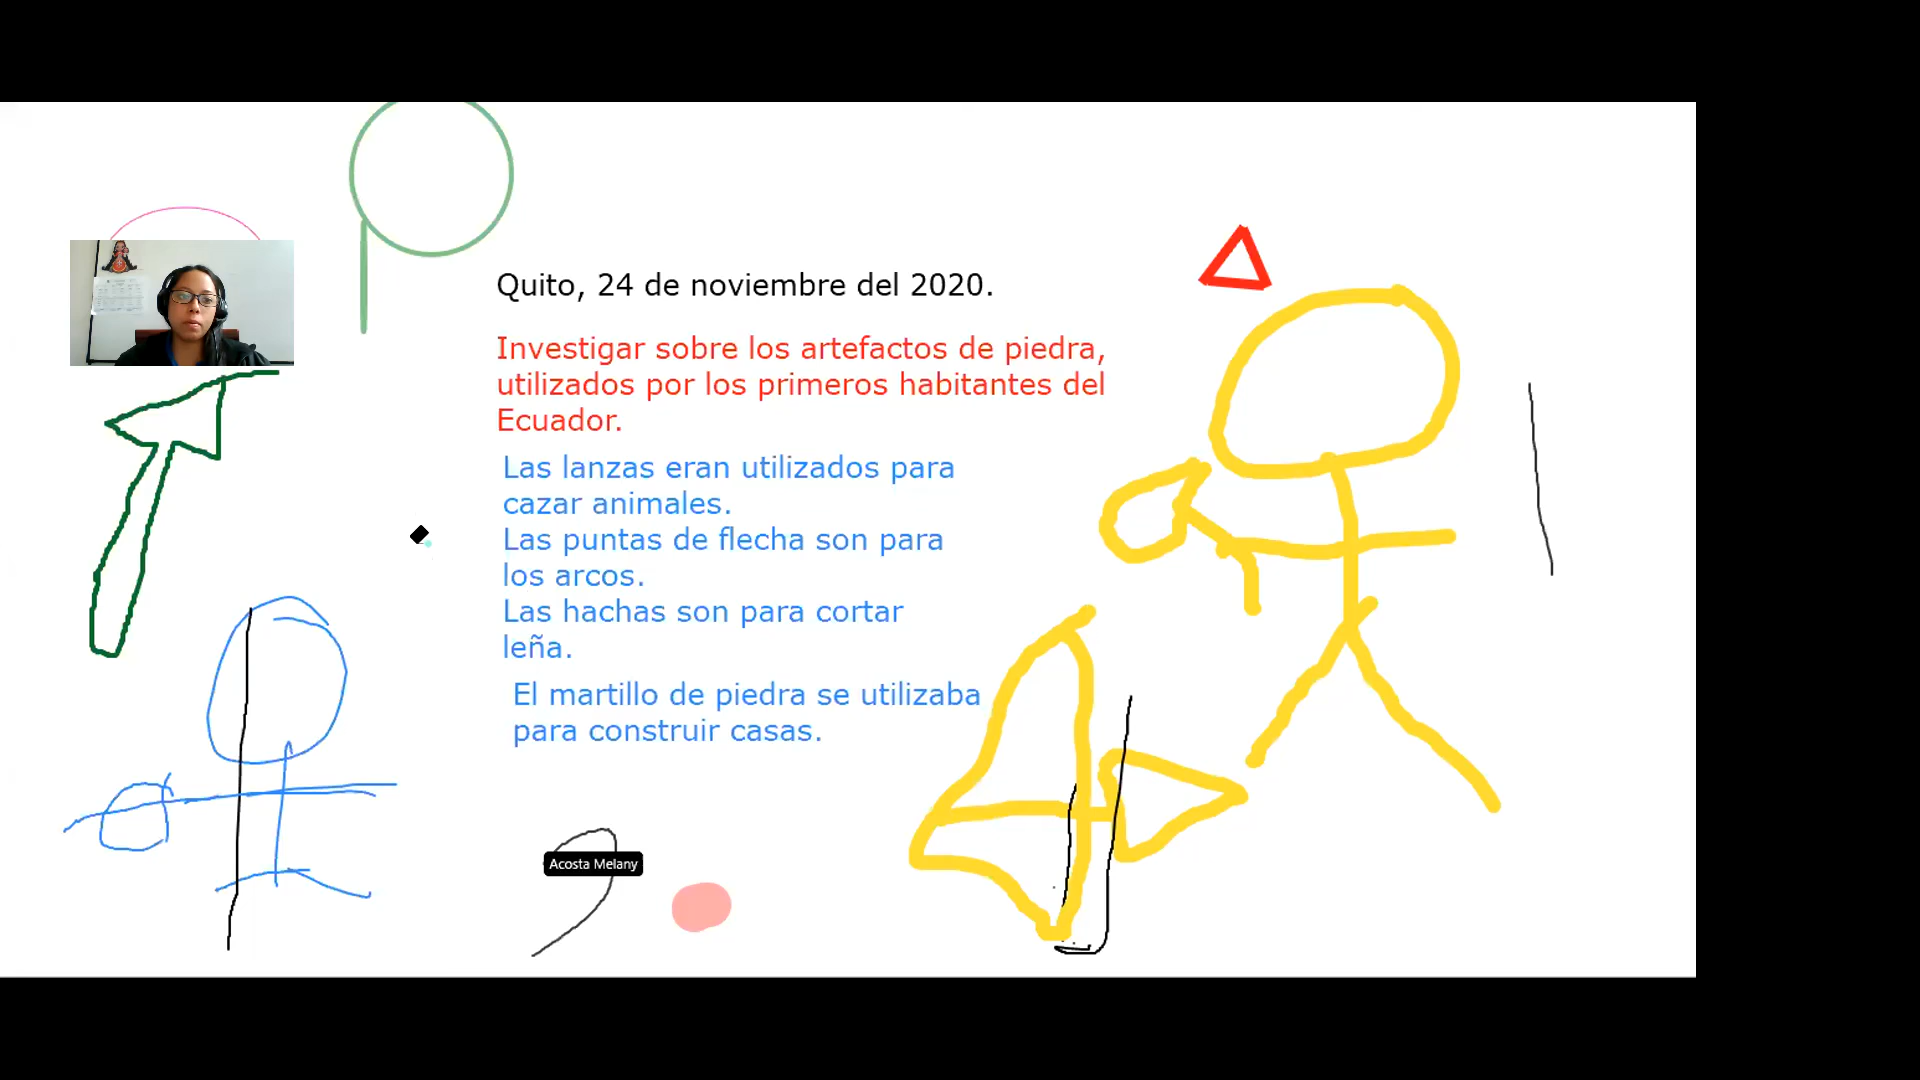 Quito, 24 de noviembre del 2020.
Investigar sobre los artefactos de piedra,
utilizados por los primeros habitantes del
Ecuador.
Las lanzas eran utilizados para
cazar animales.
Las puntas de flecha son para
los arcos.
Las hachas son para cortar
leña.
El martillo de piedra se utilizaba
para construir casas.
Acosta Melany